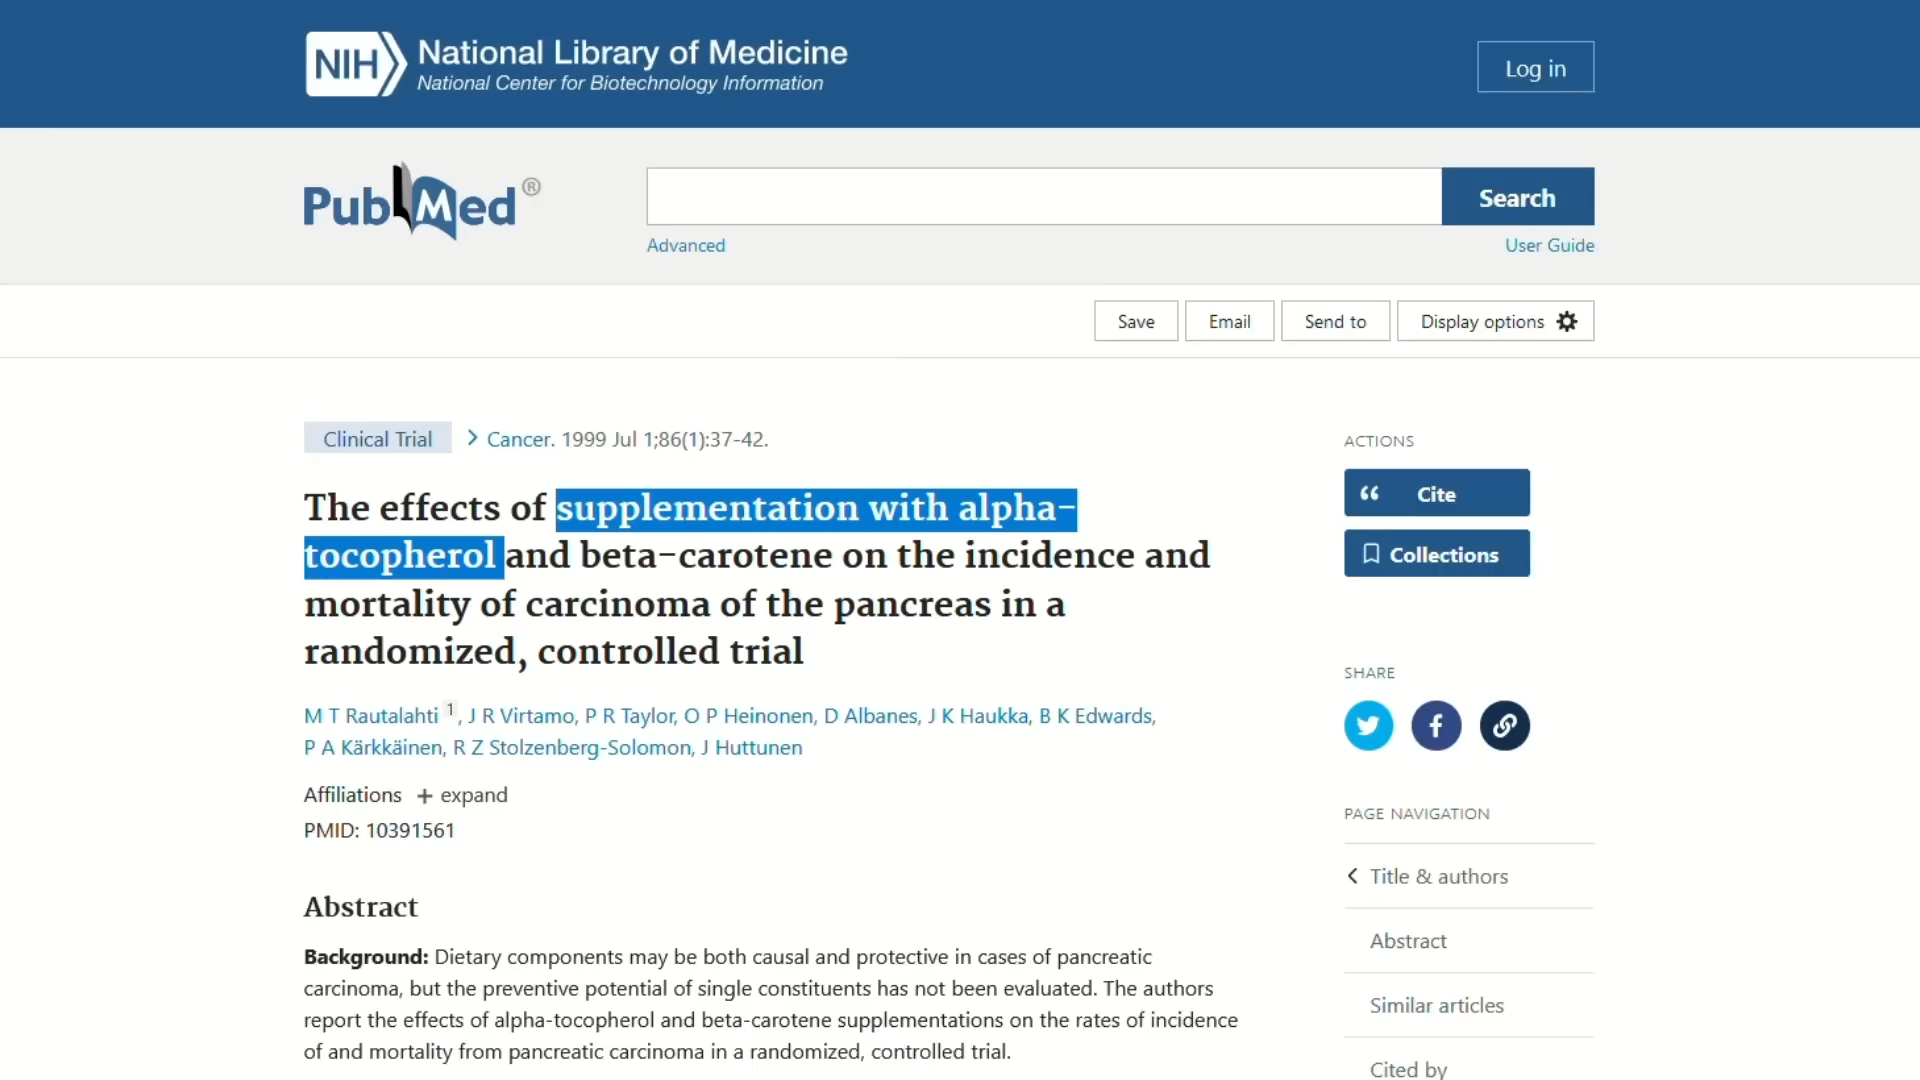 NIH
National Library of Medicine
National Center for Biotechnology Information
Log in
PubMed®
Search
Advanced
User Guide
Save
Email
Send to
Display options
Clinical Trial
Cancer. 1999 Jul 1;86(1):37-42.
The effects of supplementation with alpha-
tocopherol and beta-carotene on the incidence and
mortality of carcinoma of the pancreas in a
randomized, controlled trial
M T Rautalahti 1, J R Virtamo, P R Taylor, O P Heinonen, D Albanes, J K Haukka, B K Edwards,
P A Kärkkäinen, R Z Stolzenberg-Solomon, J Huttunen
Affiliations + expand
PMID: 10391561
Abstract
Background: Dietary components may be both causal and protective in cases of pancreatic
carcinoma, but the preventive potential of single constituents has not been evaluated. The authors
report the effects of alpha-tocopherol and beta-carotene supplementations on the rates of incidence
of and mortality from pancreatic carcinoma in a randomized, controlled trial.
ACTIONS
Cite
Collections
SHARE
PAGE NAVIGATION
Title & authors
Abstract
Similar articles
Cited by